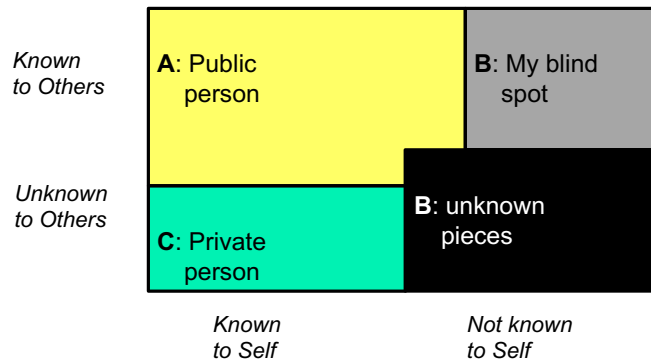 Known
to Others
A: Public
person
B: My blind
spot
Unknown
to Others
C: Private
person
B: unknown
pieces
Known
to Self
Not known
to Self